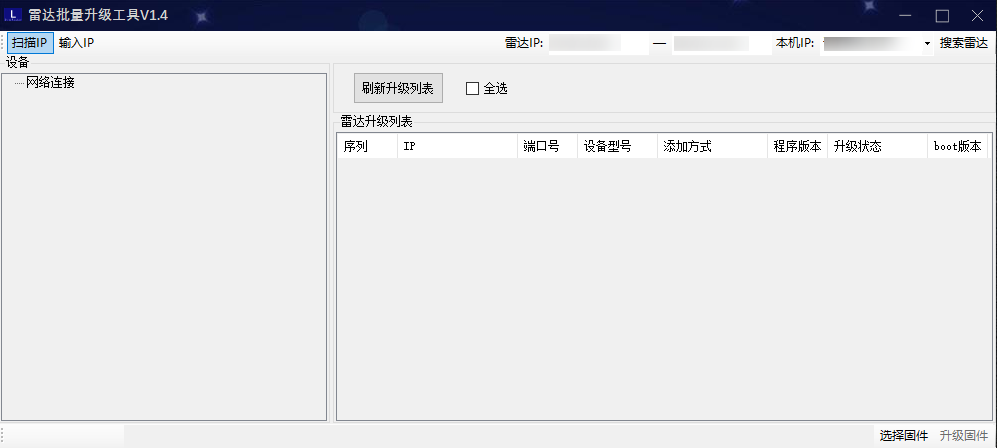 L 雷达批量升级工具V1.4
扫描IP 输入IP 雷达IP: — 本机IP: 搜索雷达
设备
网络连接
刷新升级列表 全选
雷达升级列表
序列 IP 端口号 设备型号 添加方式 程序版本 升级状态 boot版本
选择固件 升级固件